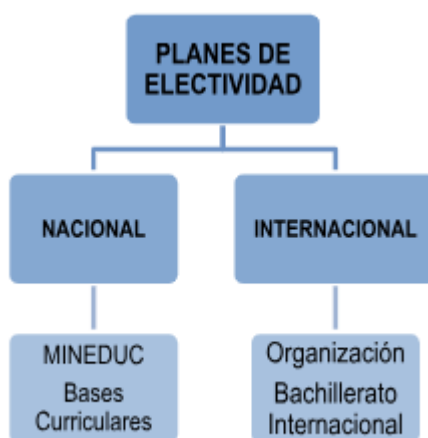 PLANES DE
ELECTIVIDAD
NACIONAL
INTERNACIONAL
MINEDUC
Bases
Curriculares
Organización
Bachillerato
Internacional